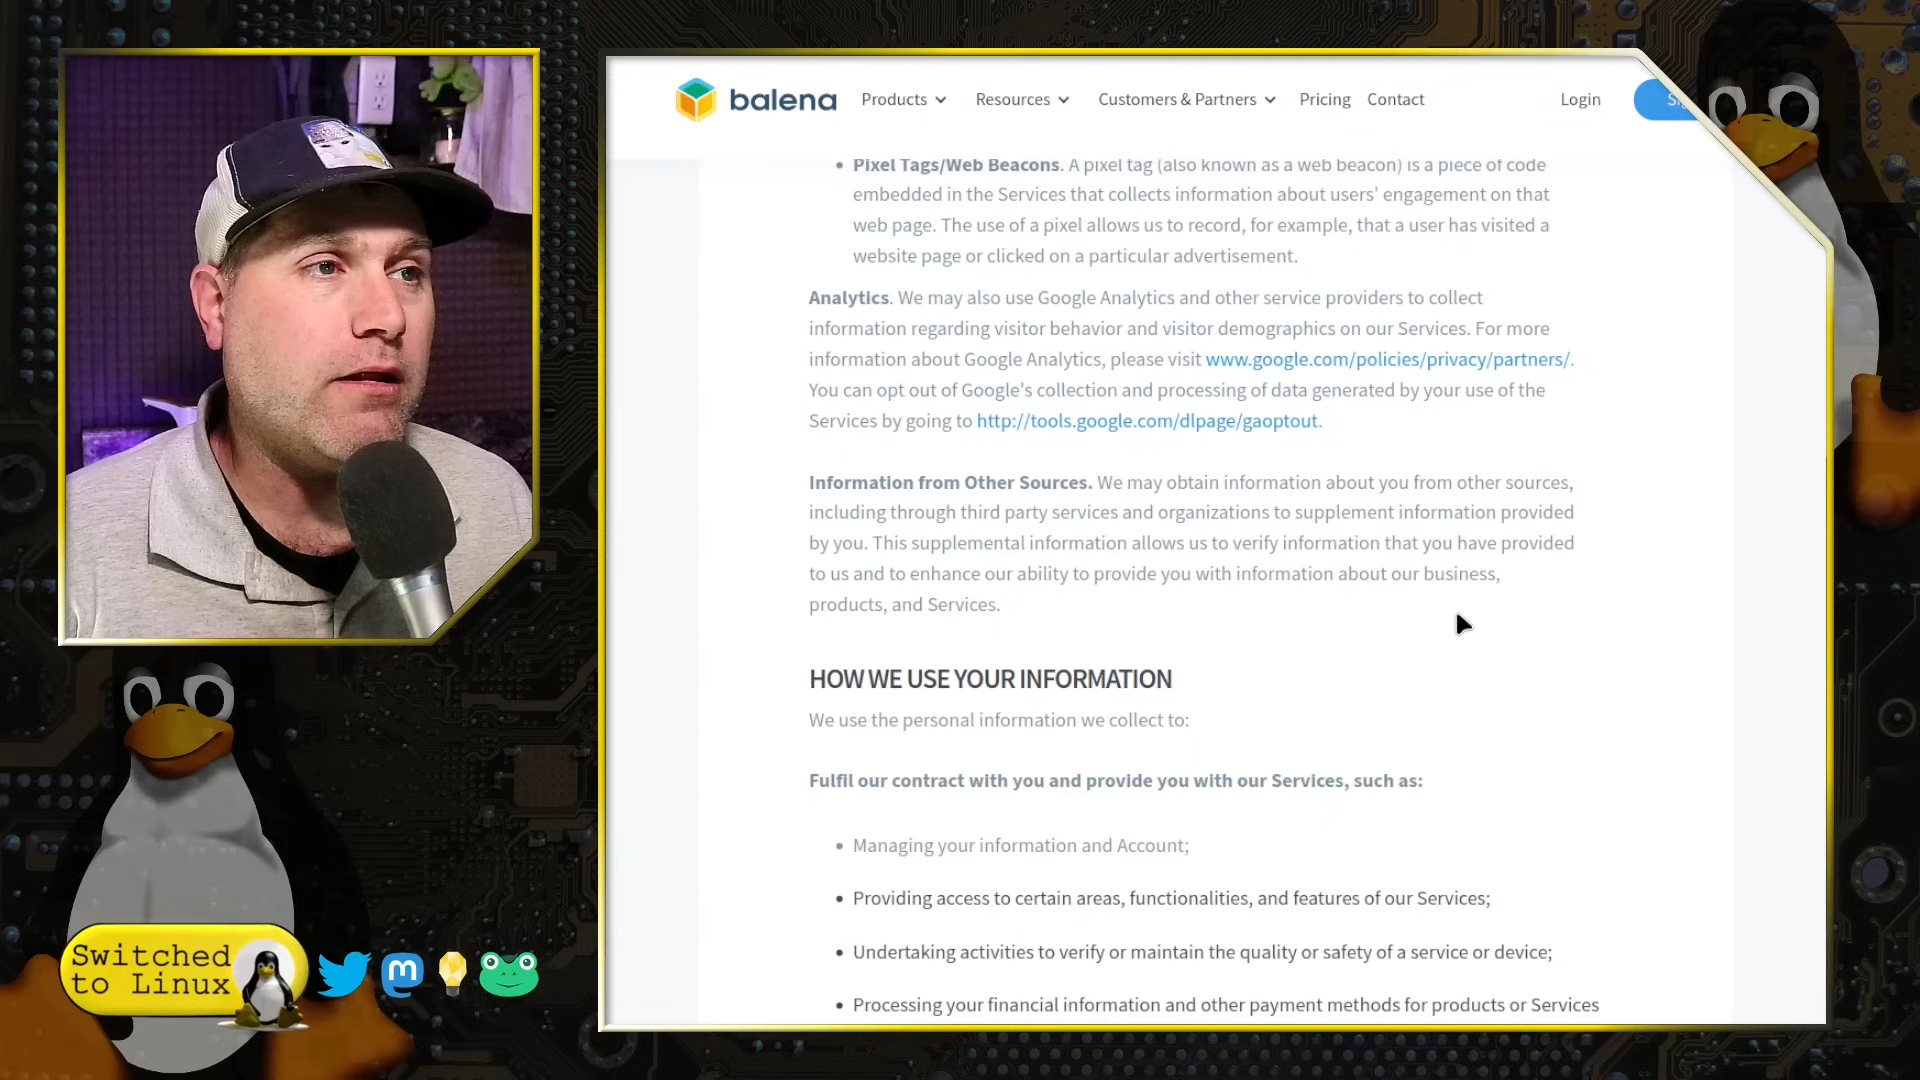 balena
Products
Resources
Customers & Partners
Pricing
Contact
Login
• Pixel Tags/Web Beacons. A pixel tag (also known as a web beacon) is a piece of code
embedded in the Services that collects information about users' engagement on that
web page. The use of a pixel allows us to record, for example, that a user has visited a
website page or clicked on a particular advertisement.
Analytics. We may also use Google Analytics and other service providers to collect
information regarding visitor behavior and visitor demographics on our Services. For more
information about Google Analytics, please visit www.google.com/policies/privacy/partners/.
You can opt out of Google's collection and processing of data generated by your use of the
Services by going to http://tools.google.com/dlpage/gaoptout.
Information from Other Sources. We may obtain information about you from other sources,
including through third party services and organizations to supplement information provided
by you. This supplemental information allows us to verify information that you have provided
to us and to enhance our ability to provide you with information about our business,
products, and Services.
HOW WE USE YOUR INFORMATION
We use the personal information we collect to:
Fulfil our contract with you and provide you with our Services, such as:
• Managing your information and Account;
• Providing access to certain areas, functionalities, and features of our Services;
• Undertaking activities to verify or maintain the quality or safety of a service or device;
• Processing your financial information and other payment methods for products or Services
Switched
to Linux
m